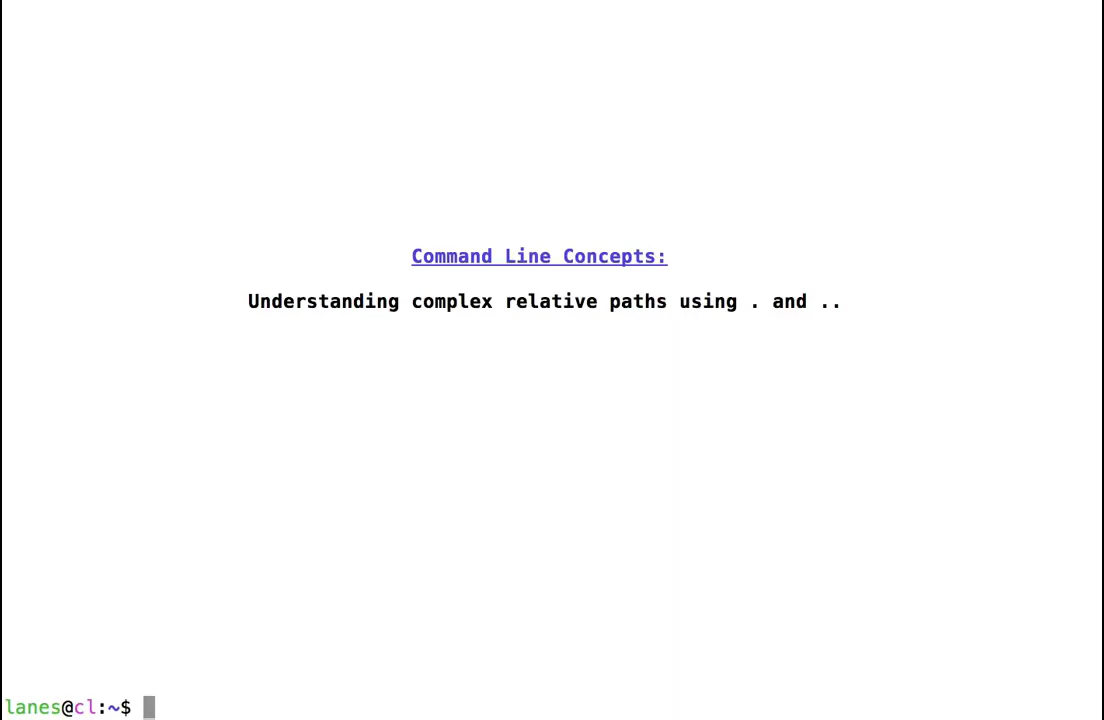 Command Line Concepts:
Understanding complex relative paths using . and ..
lanes@cl:~$